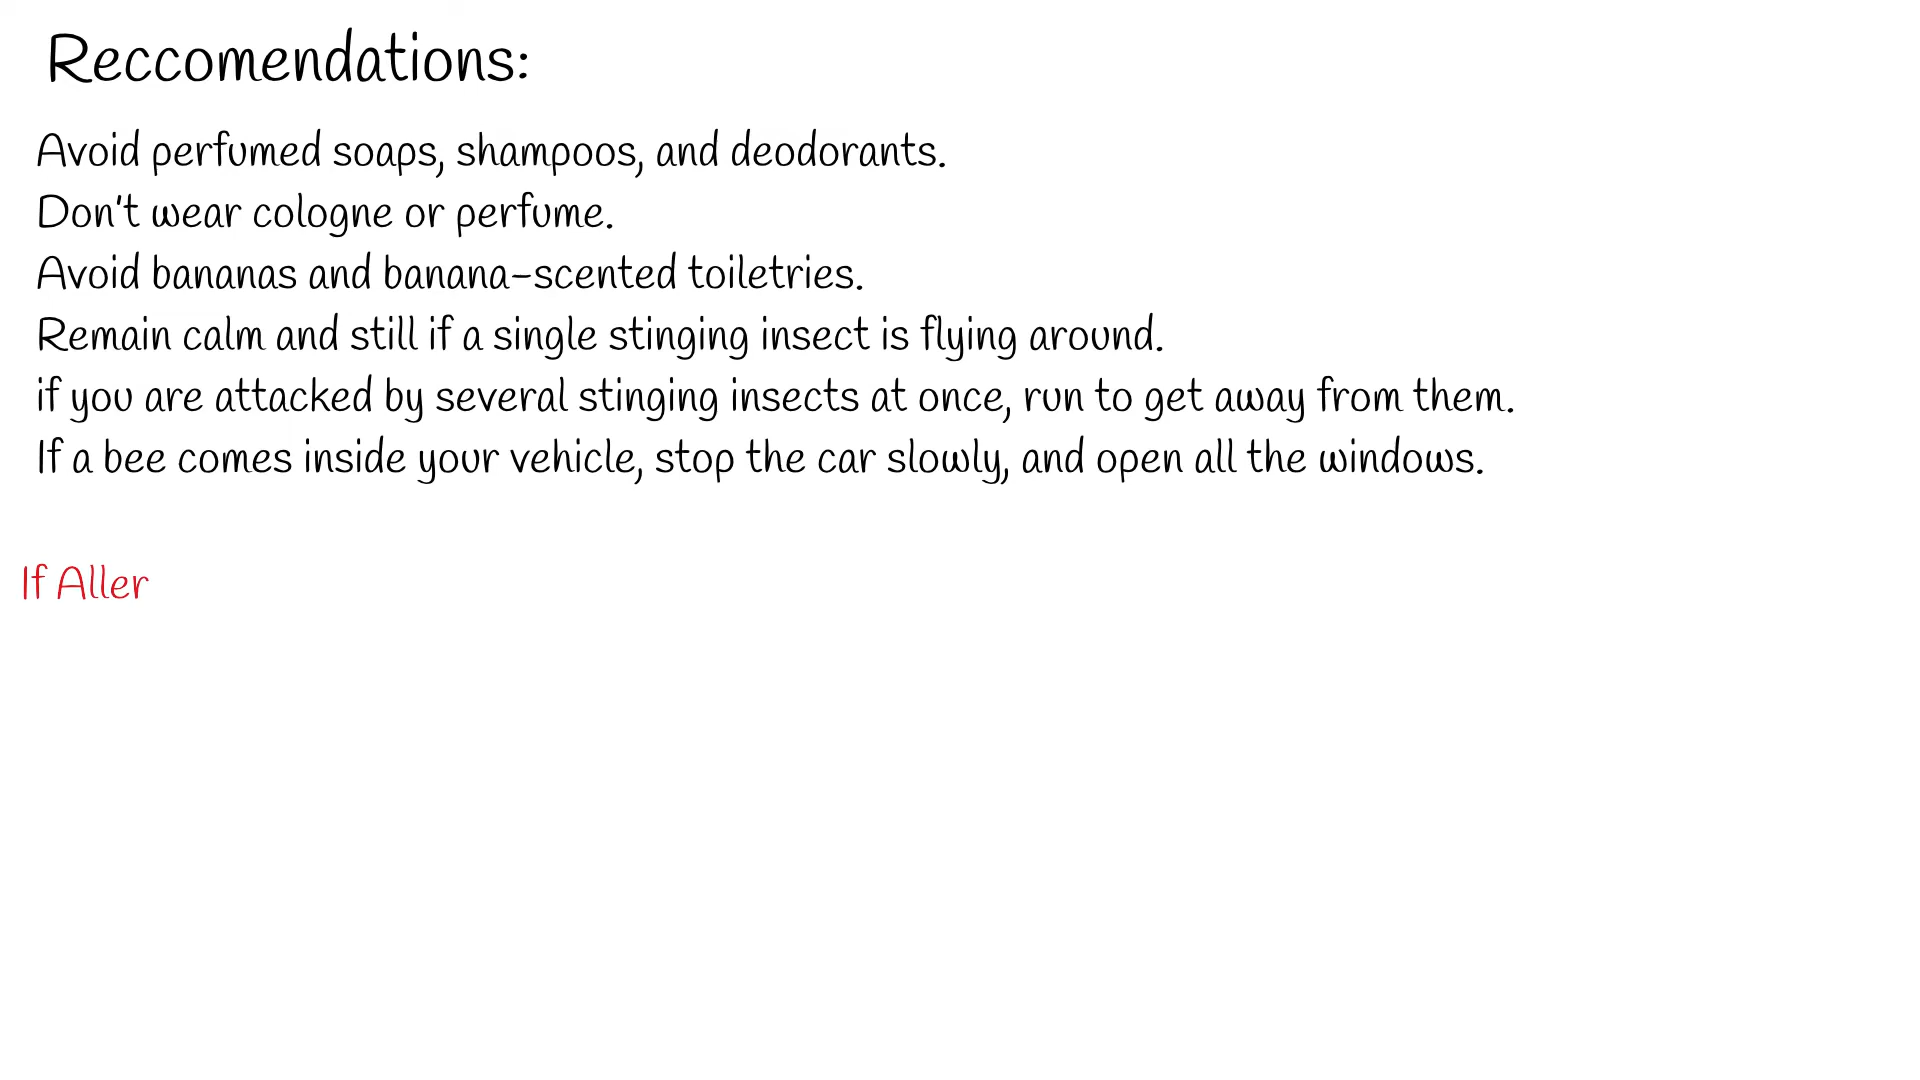 Reccomendations:
Avoid perfumed soaps, shampoos, and deodorants.
Don't wear cologne or perfume.
Avoid bananas and banana-scented toiletries.
Remain calm and still if a single stinging insect is flying around.
if you are attacked by several stinging insects at once, run to get away from them.
If a bee comes inside your vehicle, stop the car slowly, and open all the windows.
If Aller